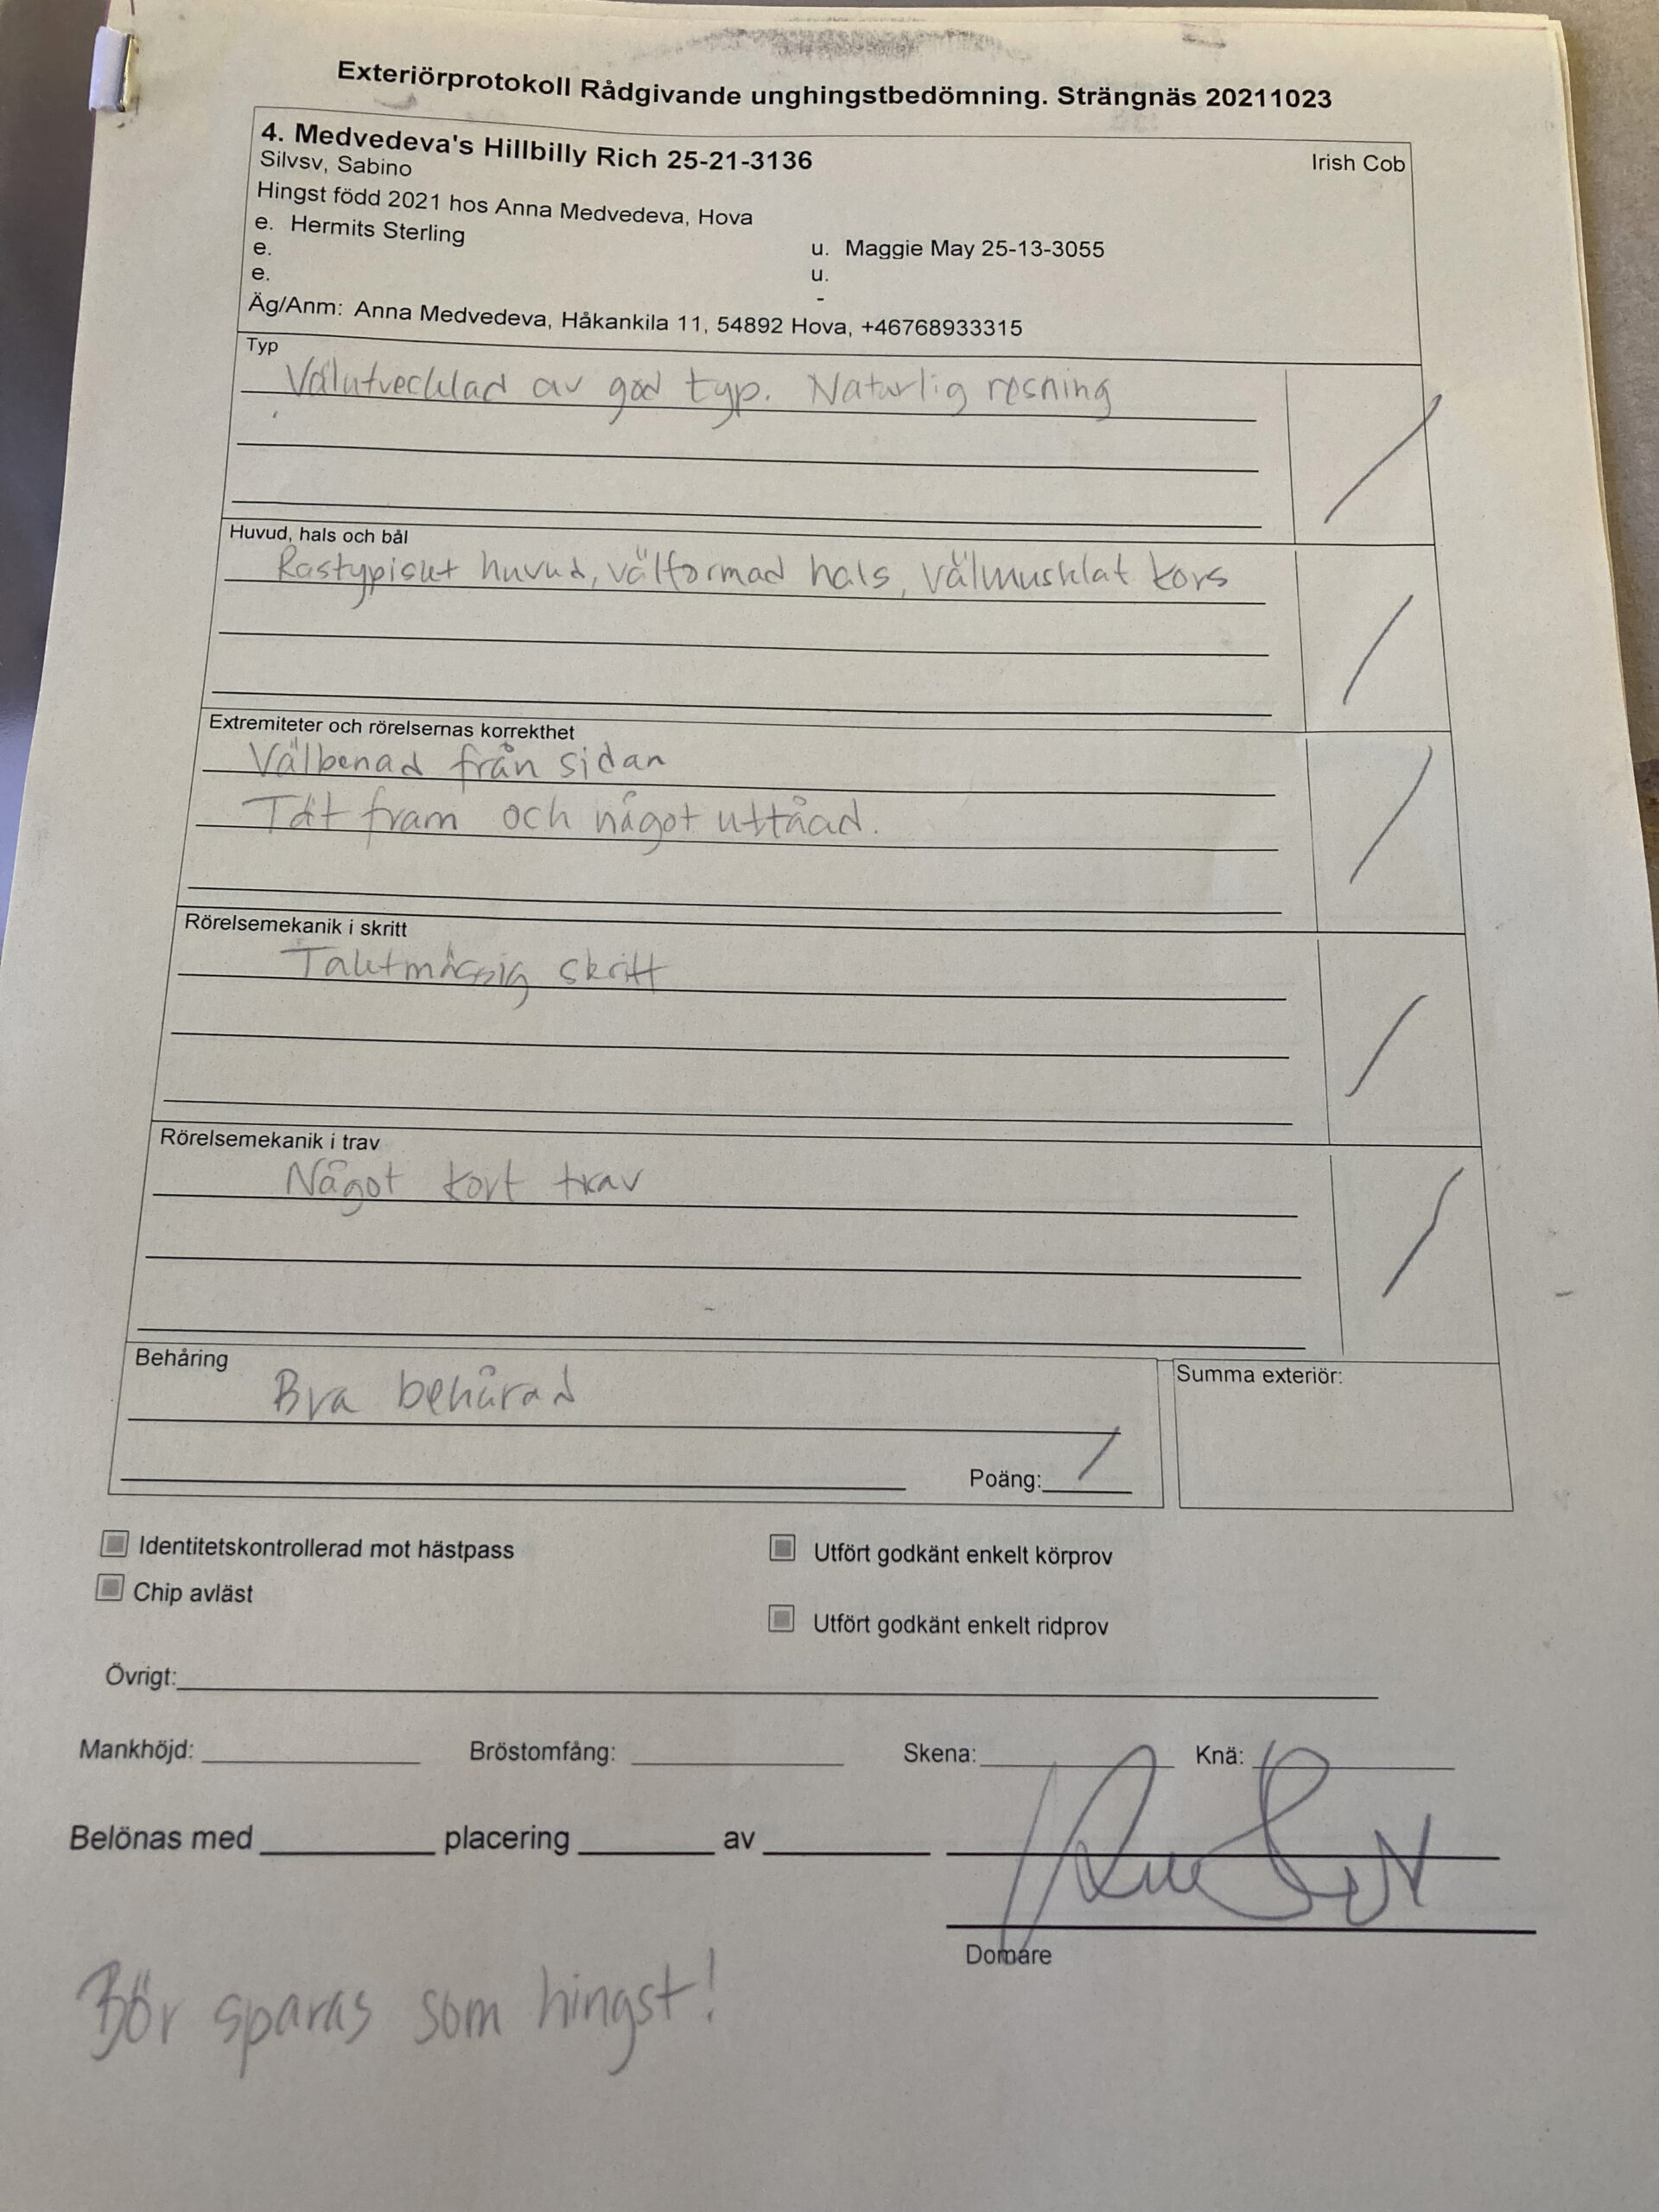 Exteriörprotokoll Rådgivande unghingstbedömning. Strängnäs 20211023
4. Medvedeva's Hillbilly Rich 25-21-3136 Irish Cob
Silvsv, Sabino
Hingst född 2021 hos Anna Medvedeva, Hova
e. Hermits Sterling
e. u. Maggie May 25-13-3055
e. u.
-
Äg/Anm: Anna Medvedeva, Håkankila 11, 54892 Hova, +46768933315
Typ
Välutvecklad av god typ. Naturlig resning
Huvud, hals och bål
Rastypiskt huvud, välformad hals, välmusklat kors
Extremiteter och rörelsernas korrekthet
Välbenad från sidan
Tät fram och något uttåad.
Rörelsemekanik i skritt
Taktmässig skritt
Rörelsemekanik i trav
Något kort trav
Behåring
Bra behårad
Summa exteriör:
Poäng: /
Identitetskontrollerad mot hästpass Utfört godkänt enkelt körprov
Chip avläst
Utfört godkänt enkelt ridprov
Övrigt:
Mankhöjd: Bröstomfång: Skena: Knä:
Belönas med placering av
Domare
Bör sparas som hingst!